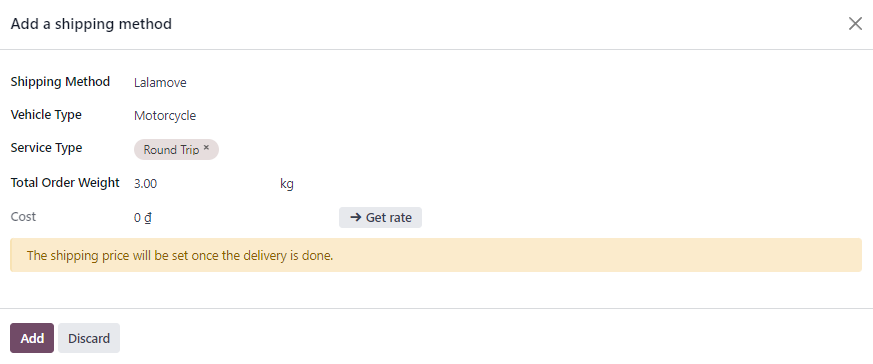 Add a shipping method
Shipping Method Lalamove
Vehicle Type Motorcycle
Service Type Round Trip ×
Total Order Weight 3.00 kg
Cost 0 ₫ → Get rate
The shipping price will be set once the delivery is done.
Add Discard